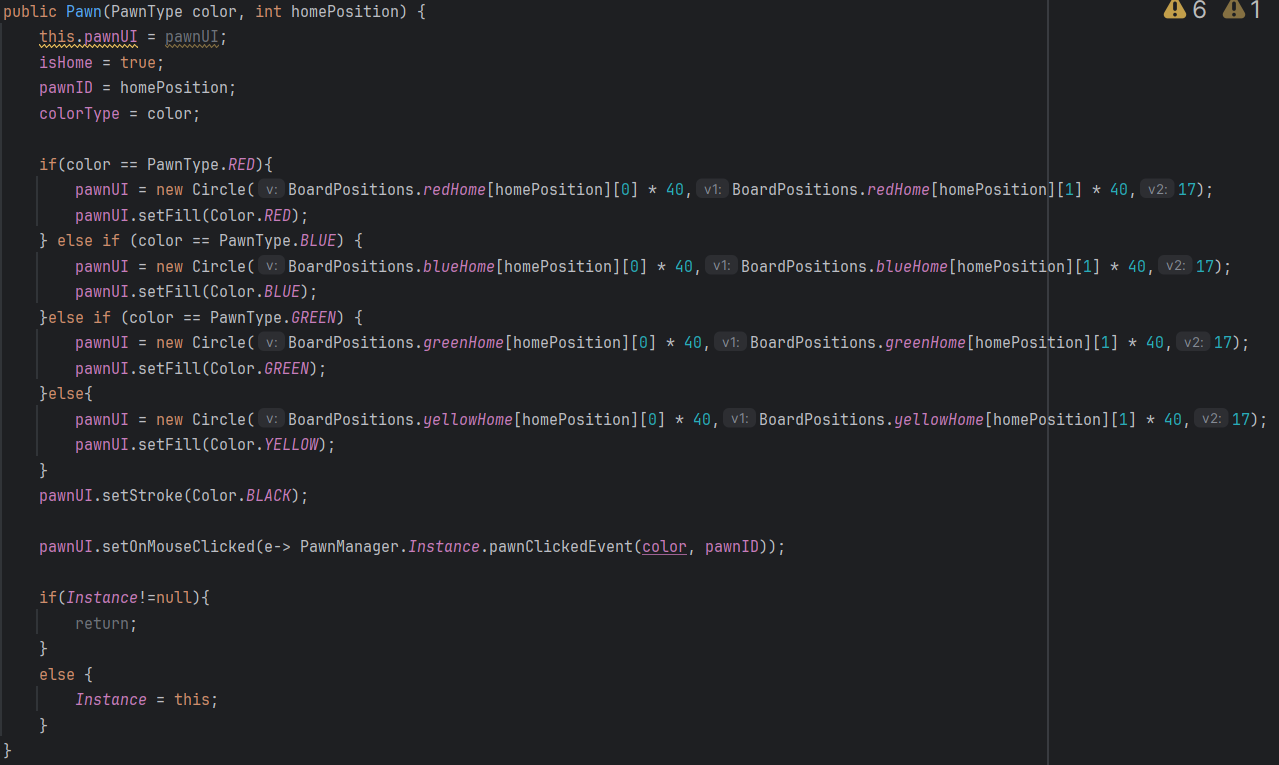 public Pawn(PawnType color, int homePosition) { 6 1
    this.pawnUI = pawnUI;
    isHome = true;
    pawnID = homePosition;
    colorType = color;

    if(color == PawnType.RED){
        pawnUI = new Circle( v: BoardPositions.redHome[homePosition][0] * 40, v1: BoardPositions.redHome[homePosition][1] * 40, v2: 17);
        pawnUI.setFill(Color.RED);
    } else if (color == PawnType.BLUE) {
        pawnUI = new Circle( v: BoardPositions.blueHome[homePosition][0] * 40, v1: BoardPositions.blueHome[homePosition][1] * 40, v2: 17);
        pawnUI.setFill(Color.BLUE);
    }else if (color == PawnType.GREEN) {
        pawnUI = new Circle( v: BoardPositions.greenHome[homePosition][0] * 40, v1: BoardPositions.greenHome[homePosition][1] * 40, v2: 17);
        pawnUI.setFill(Color.GREEN);
    }else{
        pawnUI = new Circle( v: BoardPositions.yellowHome[homePosition][0] * 40, v1: BoardPositions.yellowHome[homePosition][1] * 40, v2: 17);
        pawnUI.setFill(Color.YELLOW);
    }
    pawnUI.setStroke(Color.BLACK);

    pawnUI.setOnMouseClicked(e-> PawnManager.Instance.pawnClickedEvent(color, pawnID));

    if(Instance!=null){
        return;
    }
    else {
        Instance = this;
    }
}